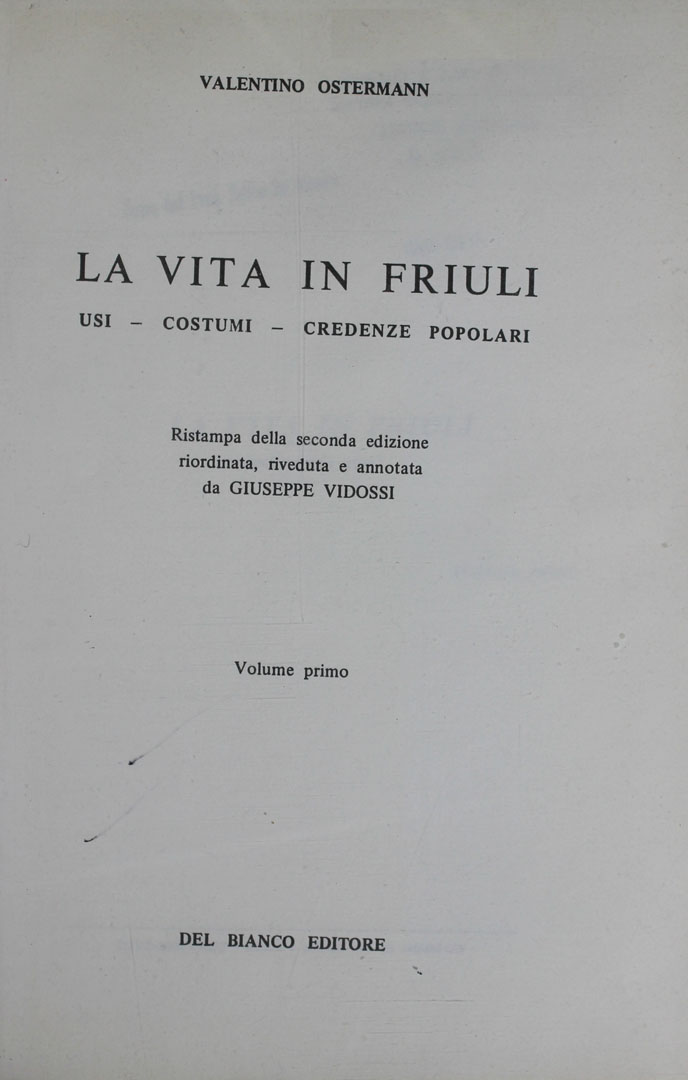 VALENTINO OSTERMANN
LA VITA IN FRIULI
USI – COSTUMI – CREDENZE POPOLARI
Ristampa della seconda edizione
riordinata, riveduta e annotata
da GIUSEPPE VIDOSSI
Volume primo
DEL BIANCO EDITORE